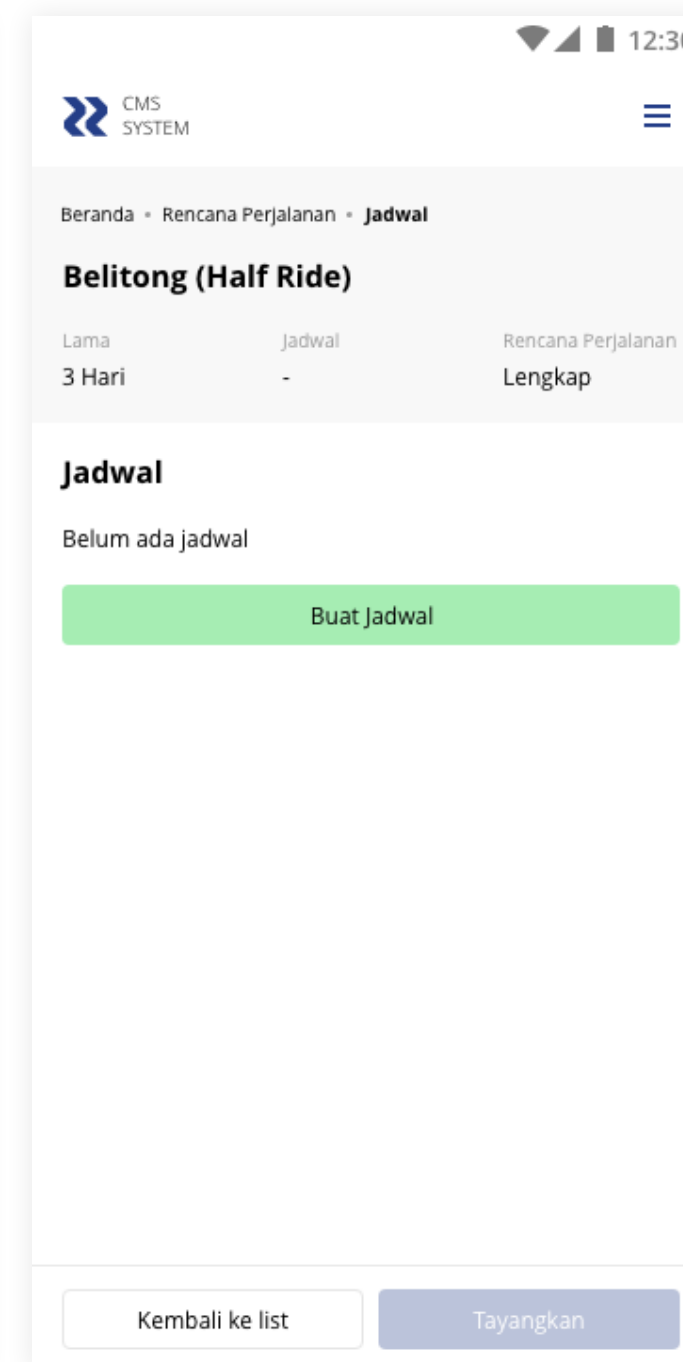 12:30
CMS
SYSTEM
Beranda • Rencana Perjalanan • Jadwal
Belitong (Half Ride)
Lama Jadwal Rencana Perjalanan
3 Hari - Lengkap
Jadwal
Belum ada jadwal
Buat Jadwal
Kembali ke list Tayangkan